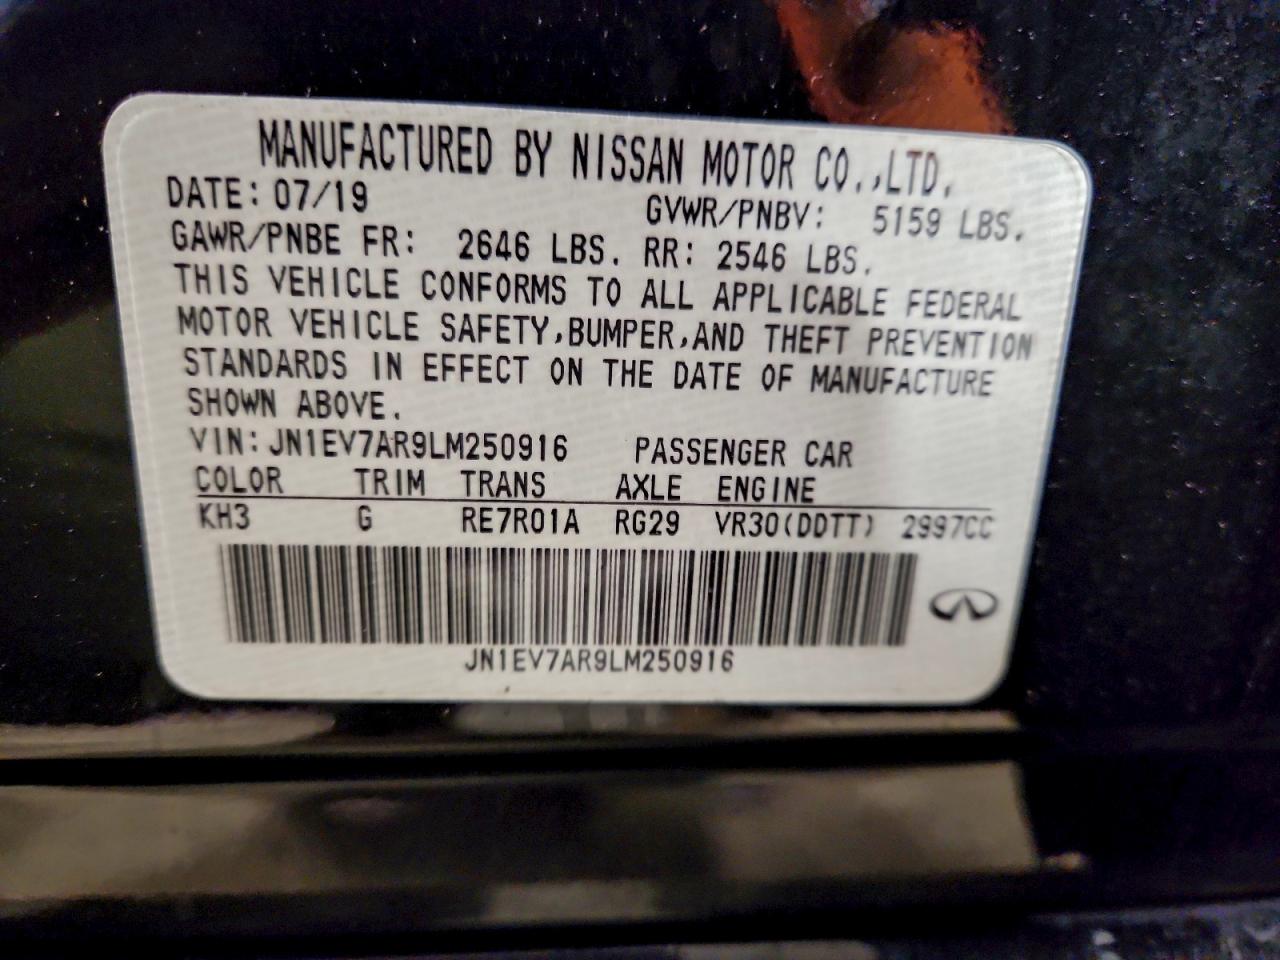 MANUFACTURED BY NISSAN MOTOR CO.,LTD.
DATE: 07/19 GVWR/PNBV: 5159 LBS.
GAWR/PNBE FR: 2646 LBS. RR: 2546 LBS.
THIS VEHICLE CONFORMS TO ALL APPLICABLE FEDERAL
MOTOR VEHICLE SAFETY,BUMPER,AND THEFT PREVENTION
STANDARDS IN EFFECT ON THE DATE OF MANUFACTURE
SHOWN ABOVE.
VIN:JN1EV7AR9LM250916 PASSENGER CAR
COLOR TRIM TRANS AXLE ENGINE
KH3 G RE7R01A RG29 VR30(DDTT) 2997CC
JN1EV7AR9LM250916